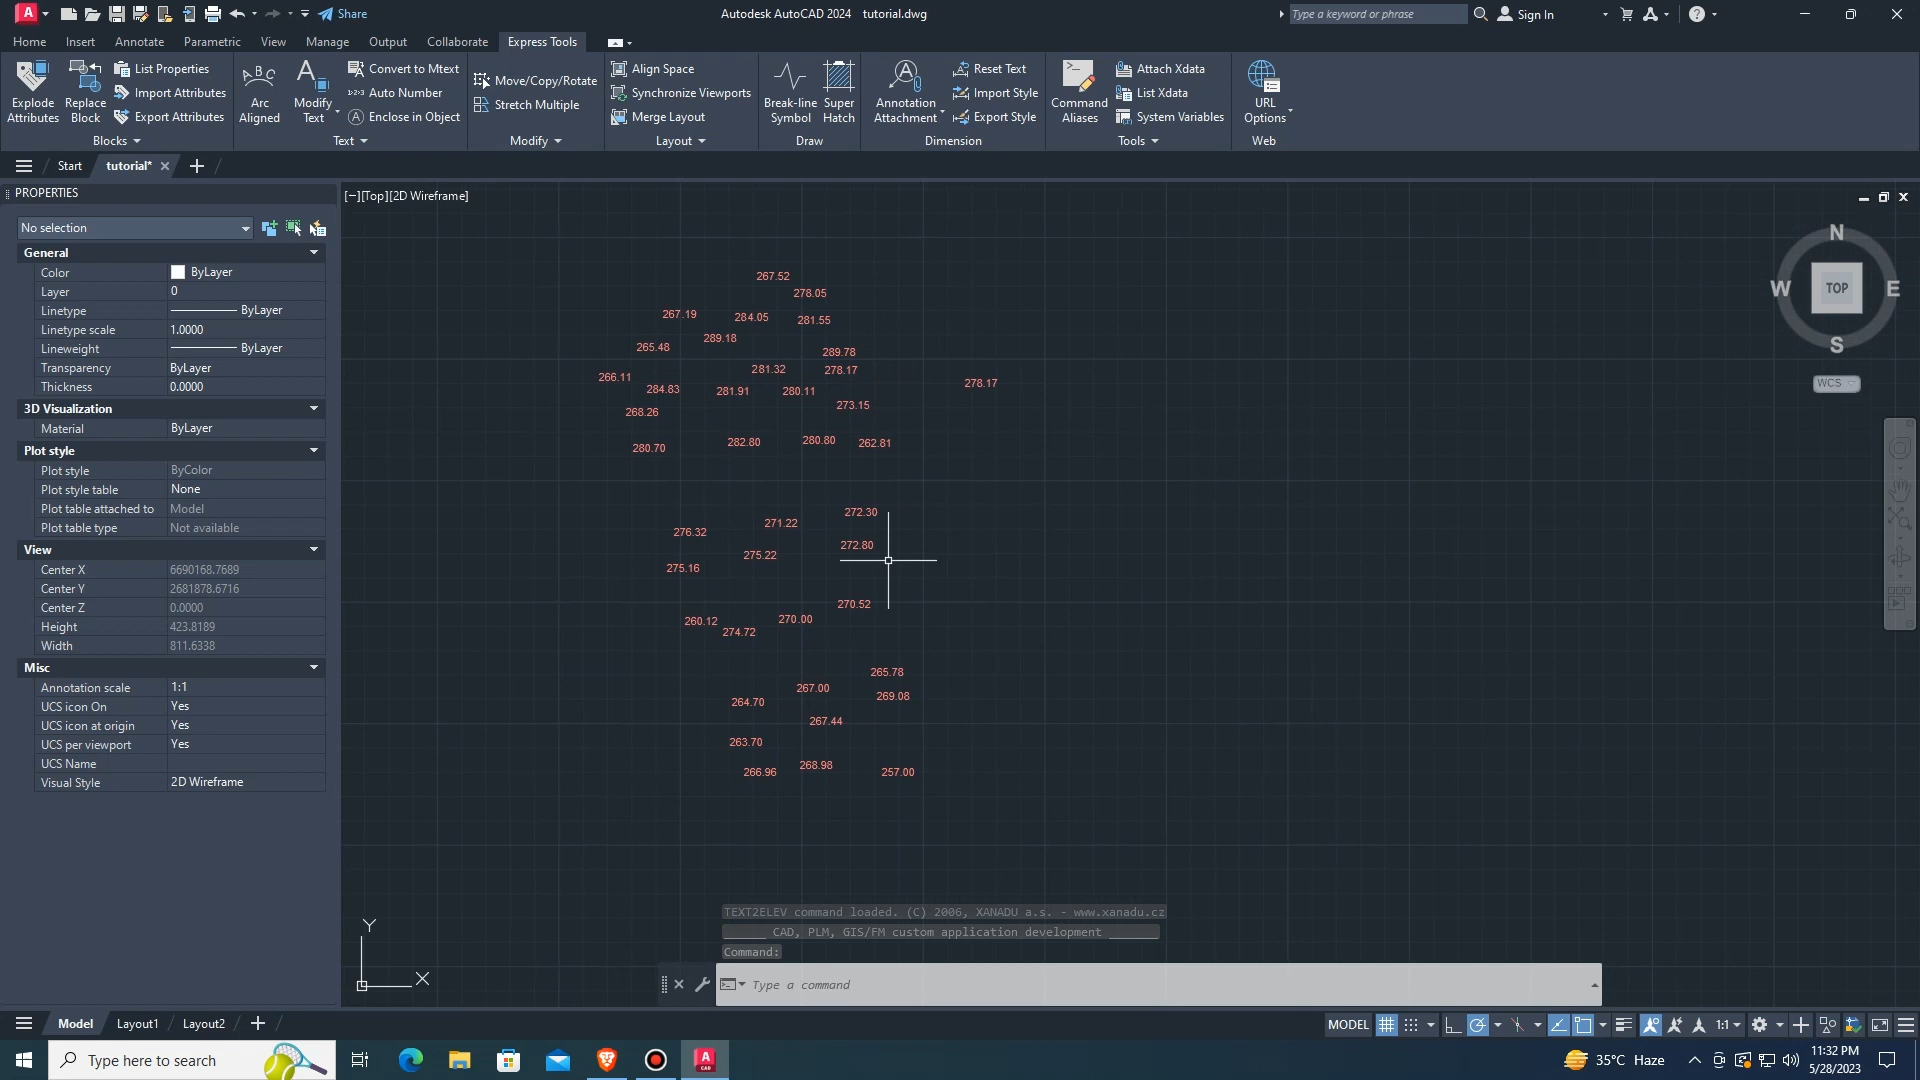 Share
Autodesk AutoCAD 2024 tutorial.dwg
Type a keyword or phrase
Sign In
Home Insert Annotate Parametric View Manage Output Collaborate Express Tools
Explode Attributes
Replace Block
List Properties
Import Attributes
Export Attributes
Blocks
Arc Aligned
Modify Text
Convert to Mtext
Auto Number
Enclose in Object
Text
Move/Copy/Rotate
Stretch Multiple
Modify
Align Space
Synchronize Viewports
Merge Layout
Layout
Break-line Symbol
Super Hatch
Draw
Annotation Attachment
Reset Text
Import Style
Export Style
Dimension
Command Aliases
Attach Xdata
List Xdata
System Variables
Tools
URL Options
Web
Start tutorial*
PROPERTIES
No selection
General
Color ByLayer
Layer 0
Linetype ByLayer
Linetype scale 1.0000
Lineweight ByLayer
Transparency ByLayer
Thickness 0.0000
3D Visualization
Material ByLayer
Plot style
Plot style ByColor
Plot style table None
Plot table attached to Model
Plot table type Not available
View
Center X 6690168.7689
Center Y 2681878.6716
Center Z 0.0000
Height 423.8189
Width 811.6338
Misc
Annotation scale 1:1
UCS icon On Yes
UCS icon at origin Yes
UCS per viewport Yes
UCS Name
Visual Style 2D Wireframe
[−][Top][2D Wireframe]
267.52
278.05
267.19 284.05 281.55
289.18
265.48 289.78
281.32 278.17
266.11 278.17
284.83 281.91 280.11
273.15
268.26
282.80 280.80 262.81
280.70
272.30
271.22
276.32
272.80
275.22
275.16
270.52
260.12 270.00
274.72
265.78
267.00
269.08
264.70
267.44
263.70
268.98
266.96 257.00
N
W TOP E
S
WCS
Y
X
TEXT2ELEV command loaded. (C) 2006, XANADU a.s. - www.xanadu.cz
CAD, PLM, GIS/FM custom application development
Command:
Type a command
Model Layout1 Layout2
MODEL 1:1
Type here to search
35°C Haze
11:32 PM
5/28/2023